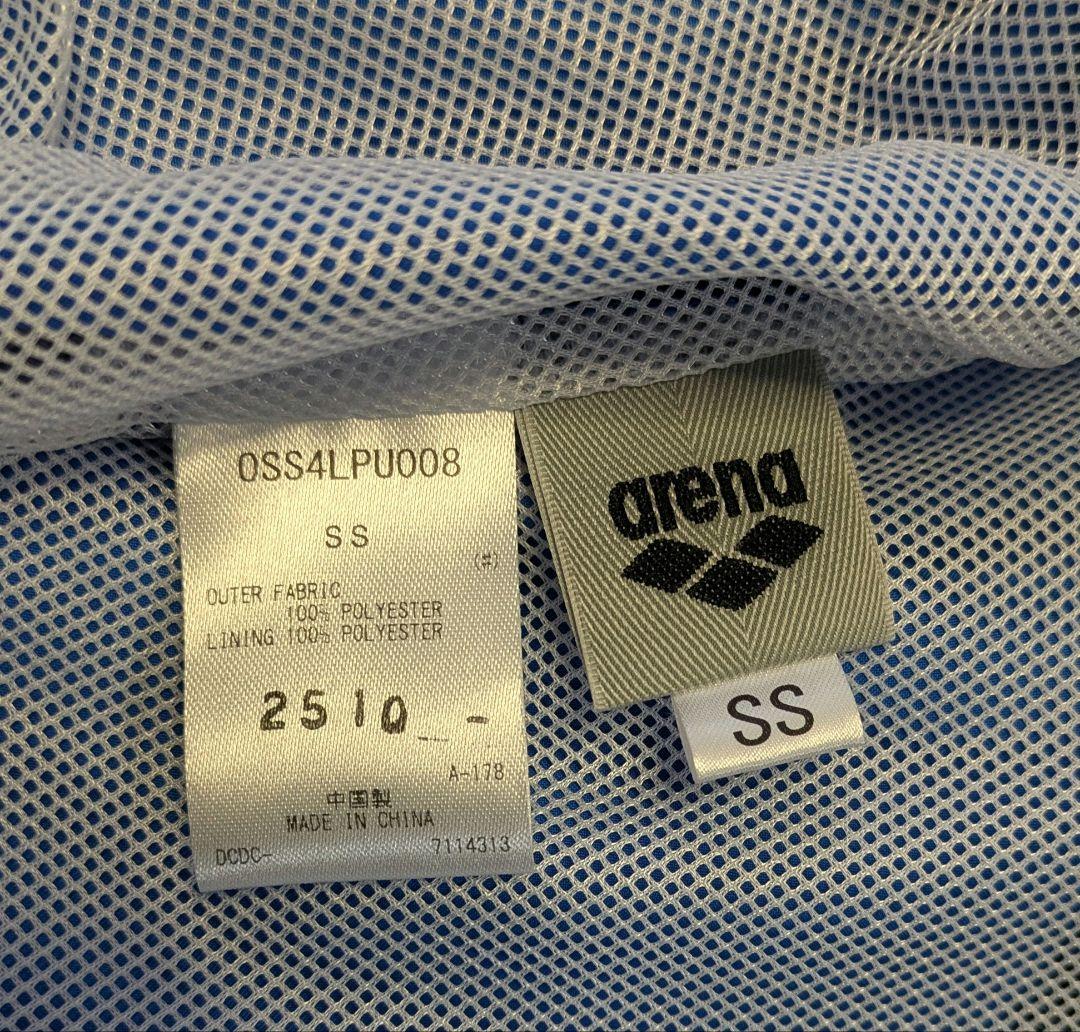 OSS4LPU008
SS
(ﾅ)
OUTER FABRIC
100% POLYESTER
LINING 100% POLYESTER
2510 -
A-178
中国製
MADE IN CHINA
DCDC- 7114313
arena
SS